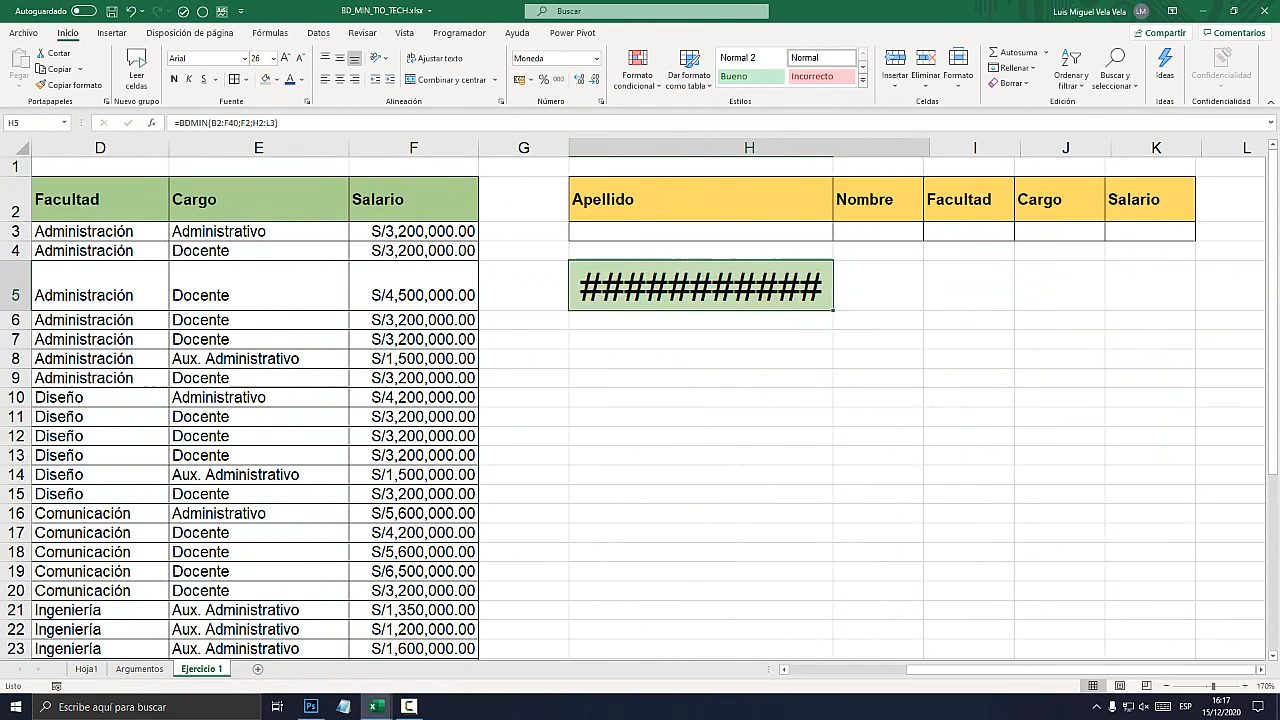 Autoguardado
BD_MIN_TIO_TECH.xlsx
Buscar
Luis Miguel Vela Vela
LM
Archivo Inicio Insertar Disposición de página Fórmulas Datos Revisar Vista Programador Ayuda Power Pivot
Compartir
Comentarios
Pegar
Cortar
Copiar
Copiar formato
Portapapeles
Leer celdas
Nuevo grupo
Arial
26
N K S
Fuente
Ajustar texto
Combinar y centrar
Alineación
Moneda
% 000
Número
Formato condicional
Dar formato como tabla
Normal 2
Normal
Bueno
Incorrecto
Estilos
Insertar Eliminar Formato
Celdas
Autosuma
Rellenar
Borrar
Ordenar y filtrar
Buscar y seleccionar
Edición
Ideas
Ideas
Confidencialidad
Confidencialidad
H5
fx
=BDMIN(B2:F40;F2;H2:L3)
D E F G H I J K L
1
2 Facultad Cargo Salario Apellido Nombre Facultad Cargo Salario
3 Administración Administrativo S/3,200,000.00
4 Administración Docente S/3,200,000.00
5 Administración Docente S/4,500,000.00 ###########
6 Administración Docente S/3,200,000.00
7 Administración Docente S/3,200,000.00
8 Administración Aux. Administrativo S/1,500,000.00
9 Administración Docente S/3,200,000.00
10 Diseño Administrativo S/4,200,000.00
11 Diseño Docente S/3,200,000.00
12 Diseño Docente S/3,200,000.00
13 Diseño Docente S/3,200,000.00
14 Diseño Aux. Administrativo S/1,500,000.00
15 Diseño Docente S/3,200,000.00
16 Comunicación Administrativo S/5,600,000.00
17 Comunicación Docente S/4,200,000.00
18 Comunicación Docente S/5,600,000.00
19 Comunicación Docente S/6,500,000.00
20 Comunicación Docente S/3,200,000.00
21 Ingeniería Aux. Administrativo S/1,350,000.00
22 Ingeniería Aux. Administrativo S/1,200,000.00
23 Ingeniería Aux. Administrativo S/1,600,000.00
Hoja1 Argumentos Ejercicio 1
Listo
170%
Escribe aquí para buscar
Ps
ESP
16:17
15/12/2020